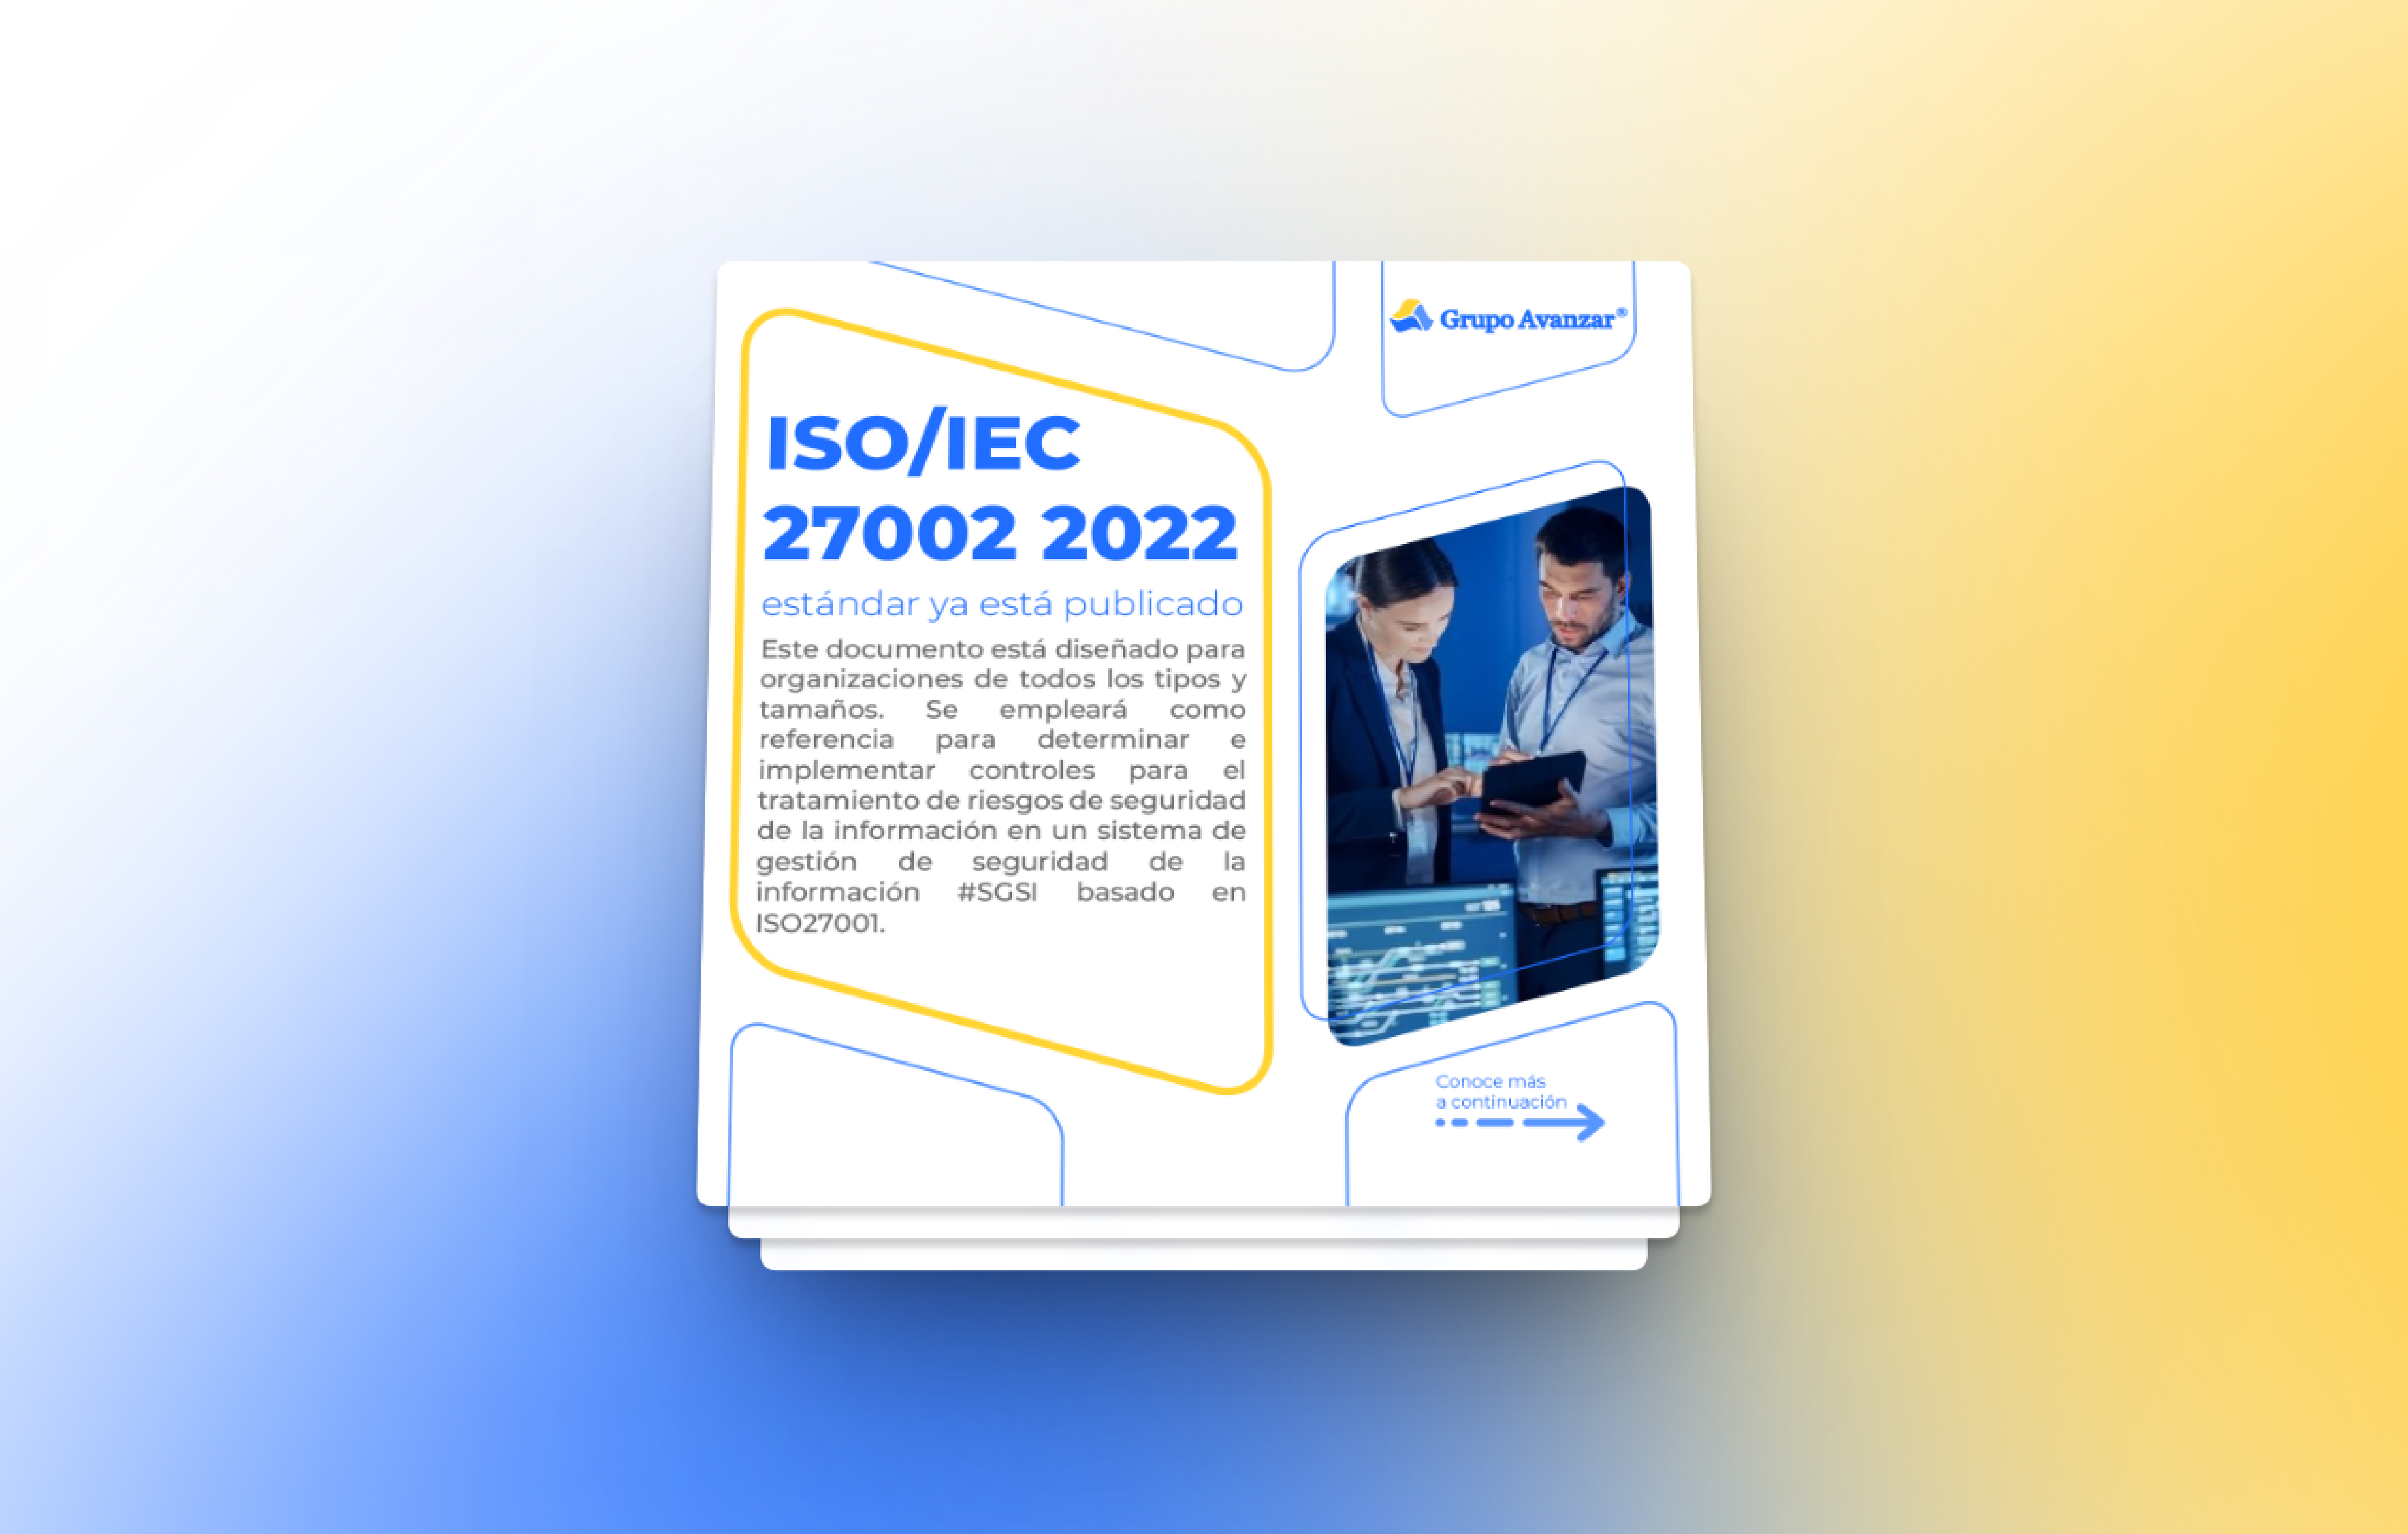 Grupo Avanzar®
ISO/IEC
27002 2022
estándar ya está publicado
Este documento está diseñado para
organizaciones de todos los tipos y
tamaños. Se empleará como
referencia para determinar e
implementar controles para el
tratamiento de riesgos de seguridad
de la información en un sistema de
gestión de seguridad de la
información #SGSI basado en
ISO27001.
Conoce más
a continuación